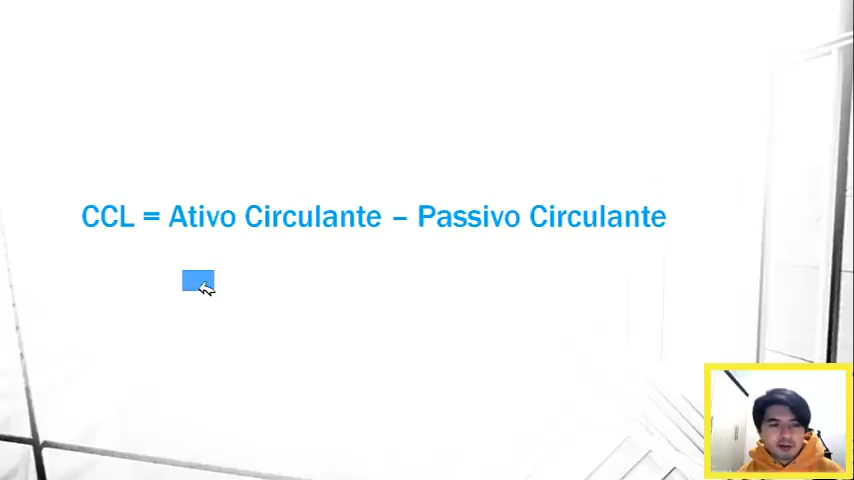 CCL = Ativo Circulante – Passivo Circulante